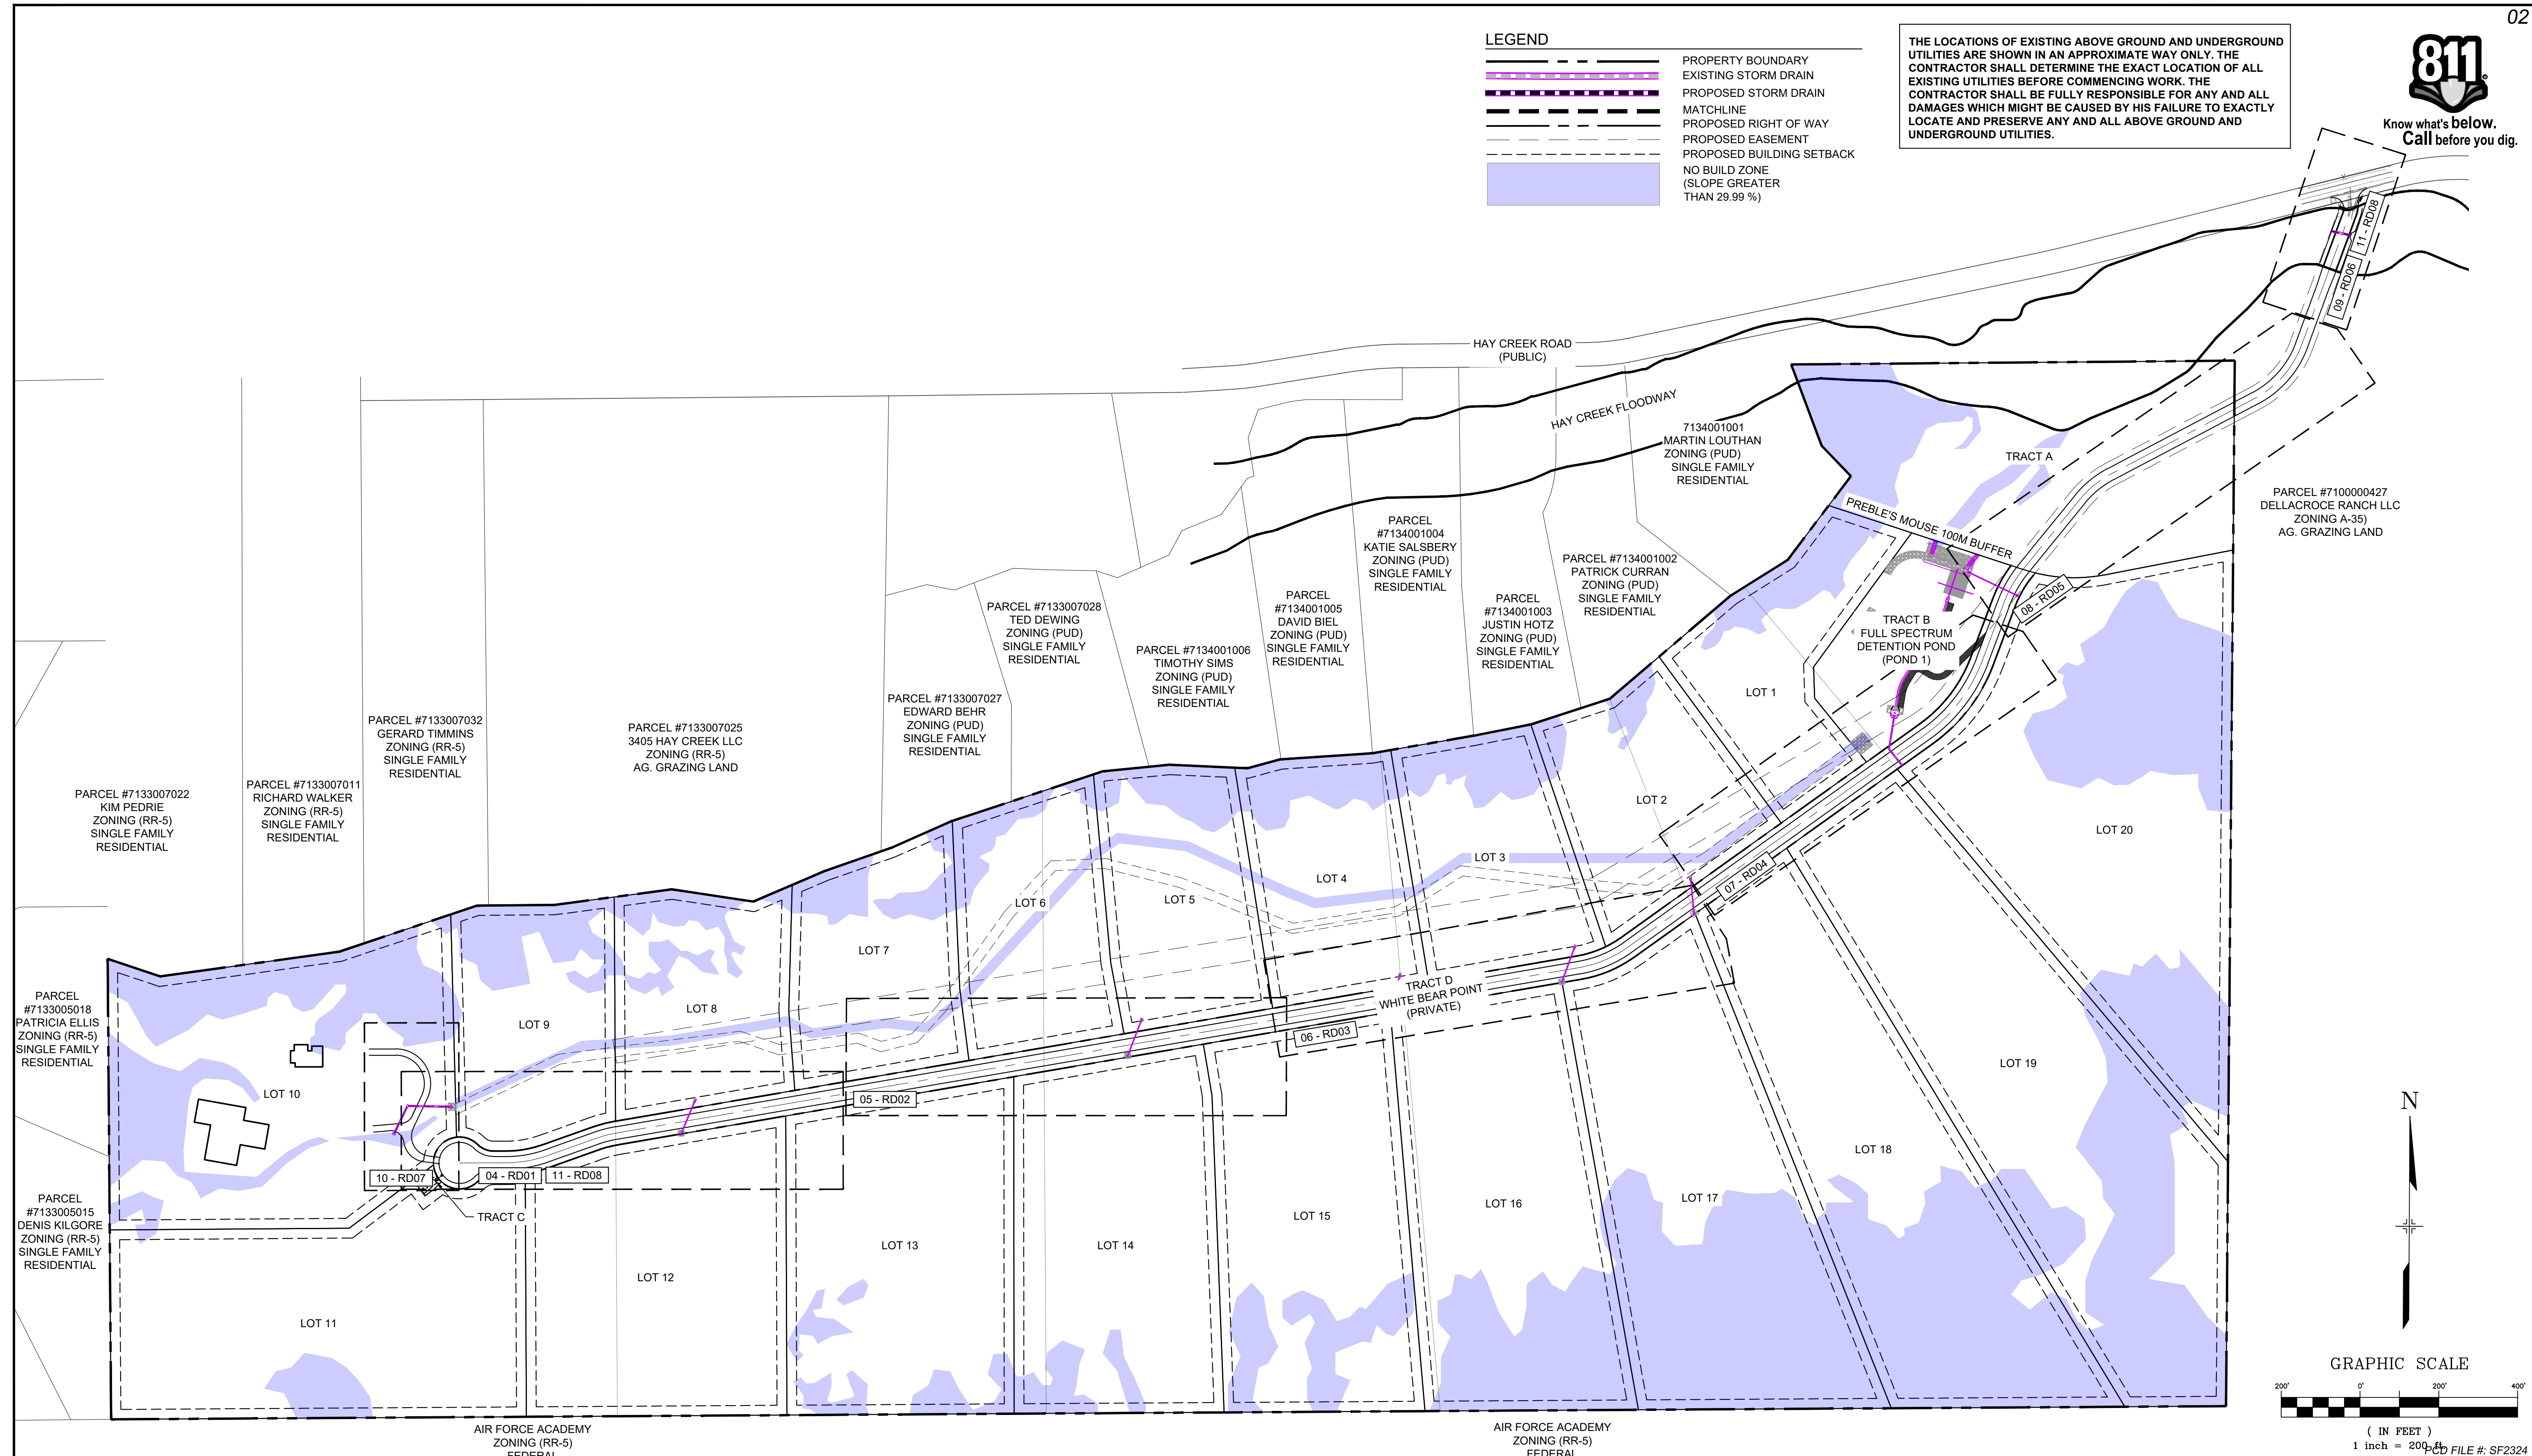 02
LEGEND
PROPERTY BOUNDARY
EXISTING STORM DRAIN
PROPOSED STORM DRAIN
MATCHLINE
PROPOSED RIGHT OF WAY
PROPOSED EASEMENT
PROPOSED BUILDING SETBACK
NO BUILD ZONE
(SLOPE GREATER
THAN 29.99 %)
THE LOCATIONS OF EXISTING ABOVE GROUND AND UNDERGROUND
UTILITIES ARE SHOWN IN AN APPROXIMATE WAY ONLY. THE
CONTRACTOR SHALL DETERMINE THE EXACT LOCATION OF ALL
EXISTING UTILITIES BEFORE COMMENCING WORK. THE
CONTRACTOR SHALL BE FULLY RESPONSIBLE FOR ANY AND ALL
DAMAGES WHICH MIGHT BE CAUSED BY HIS FAILURE TO EXACTLY
LOCATE AND PRESERVE ANY AND ALL ABOVE GROUND AND
UNDERGROUND UTILITIES.
811
Know what's below.
Call before you dig.
11 - RD08
09 - RD06
HAY CREEK ROAD
(PUBLIC)
HAY CREEK FLOODWAY
7134001001
MARTIN LOUTHAN
ZONING (PUD)
SINGLE FAMILY
RESIDENTIAL
TRACT A
PARCEL #7100000427
DELLACROCE RANCH LLC
ZONING A-35)
AG. GRAZING LAND
PREBLE'S MOUSE 100M BUFFER
PARCEL
#7134001004
KATIE SALSBERY
ZONING (PUD)
SINGLE FAMILY
RESIDENTIAL
PARCEL #7134001002
PATRICK CURRAN
ZONING (PUD)
SINGLE FAMILY
RESIDENTIAL
PARCEL
#7134001003
JUSTIN HOTZ
ZONING (PUD)
SINGLE FAMILY
RESIDENTIAL
PARCEL
#7134001005
DAVID BIEL
ZONING (PUD)
SINGLE FAMILY
RESIDENTIAL
PARCEL #7133007028
TED DEWING
ZONING (PUD)
SINGLE FAMILY
RESIDENTIAL
PARCEL #7134001006
TIMOTHY SIMS
ZONING (PUD)
SINGLE FAMILY
RESIDENTIAL
PARCEL #7133007027
EDWARD BEHR
ZONING (PUD)
SINGLE FAMILY
RESIDENTIAL
PARCEL #7133007025
3405 HAY CREEK LLC
ZONING (RR-5)
AG. GRAZING LAND
PARCEL #7133007032
GERARD TIMMINS
ZONING (RR-5)
SINGLE FAMILY
RESIDENTIAL
PARCEL #7133007011
RICHARD WALKER
ZONING (RR-5)
SINGLE FAMILY
RESIDENTIAL
PARCEL #7133007022
KIM PEDRIE
ZONING (RR-5)
SINGLE FAMILY
RESIDENTIAL
08 - RD05
TRACT B
FULL SPECTRUM
DETENTION POND
(POND 1)
LOT 1
LOT 2
LOT 20
LOT 3
LOT 4
LOT 5
LOT 6
LOT 7
LOT 8
LOT 9
LOT 10
07 - RD04
TRACT D
WHITE BEAR POINT
(PRIVATE)
06 - RD03
05 - RD02
PARCEL
#7133005018
PATRICIA ELLIS
ZONING (RR-5)
SINGLE FAMILY
RESIDENTIAL
10 - RD07
04 - RD01
11 - RD08
TRACT C
PARCEL
#7133005015
DENIS KILGORE
ZONING (RR-5)
SINGLE FAMILY
RESIDENTIAL
LOT 19
LOT 18
LOT 17
LOT 16
LOT 15
LOT 14
LOT 13
LOT 12
LOT 11
AIR FORCE ACADEMY
ZONING (RR-5)
FEDERAL
AIR FORCE ACADEMY
ZONING (RR-5)
FEDERAL
N
GRAPHIC SCALE
200' 0' 200' 400'
( IN FEET )
1 inch = 200 ft.
PCD FILE #: SF2324